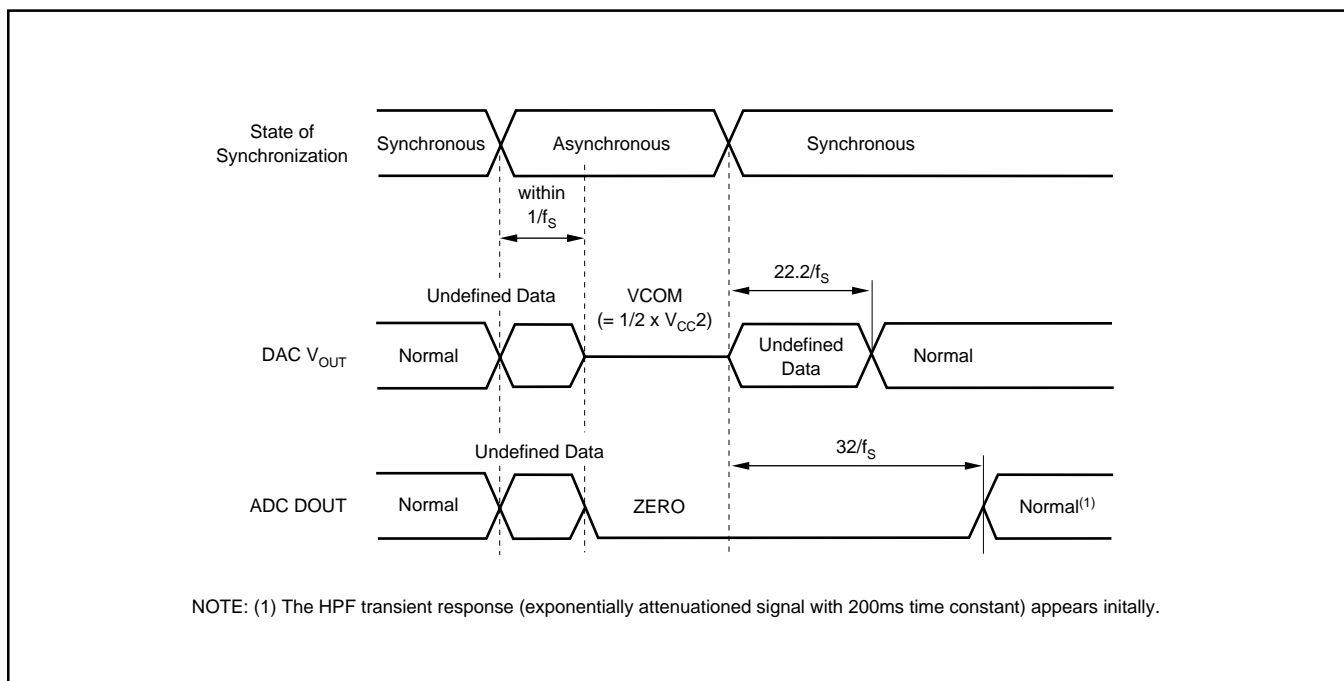 State of
Synchronization
Synchronous
Asynchronous
Synchronous
within
1/fS
Undefined Data
VCOM
(= 1/2 x VCC2)
22.2/fS
DAC VOUT
Normal
Undefined
Data
Normal
Undefined Data
32/fS
ADC DOUT
Normal
ZERO
Normal(1)
NOTE: (1) The HPF transient response (exponentially attenuationed signal with 200ms time constant) appears initally.